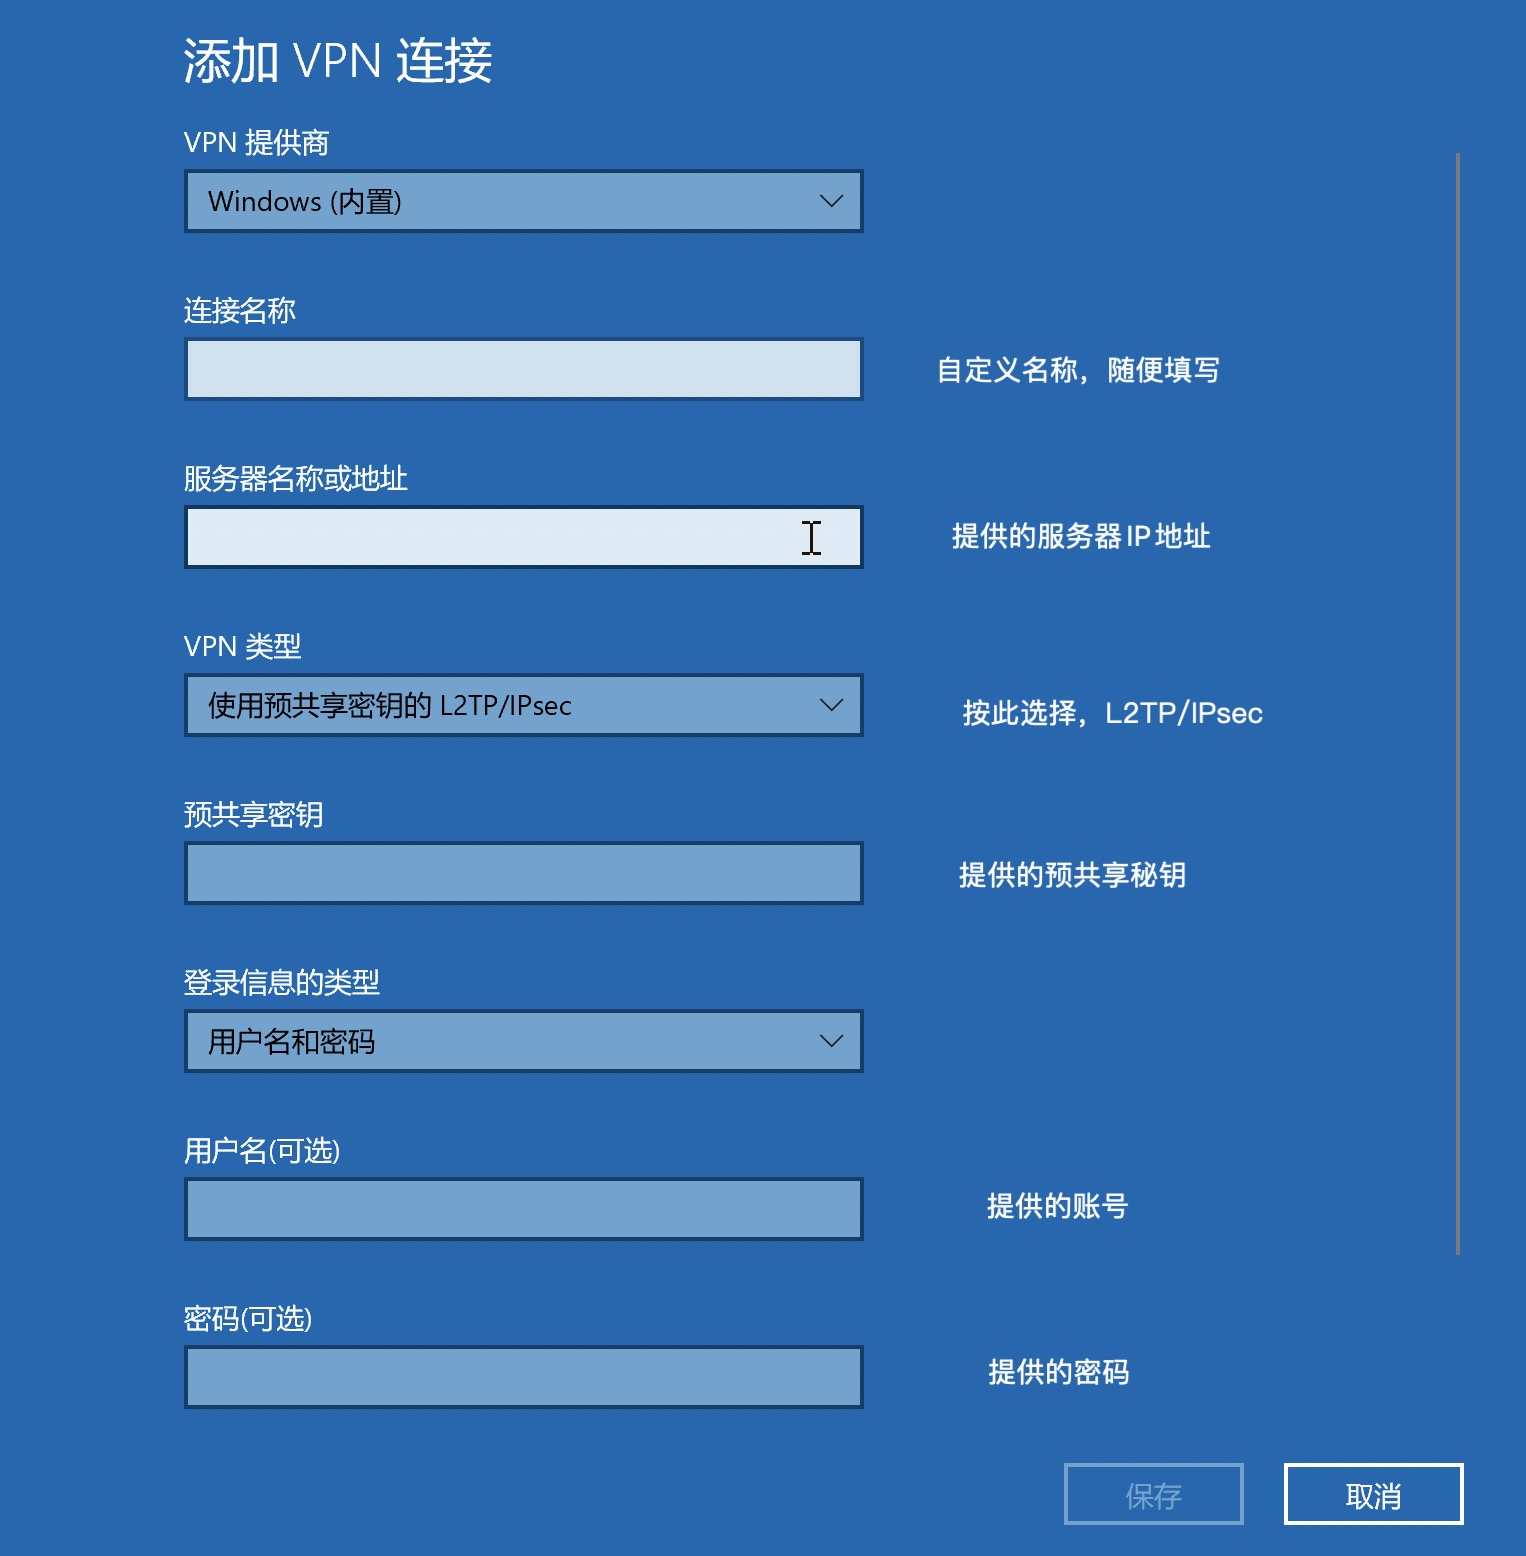 添加 VPN 连接
VPN 提供商
Windows (内置)
连接名称
自定义名称，随便填写
服务器名称或地址
提供的服务器IP地址
VPN 类型
使用预共享密钥的 L2TP/IPsec
按此选择，L2TP/IPsec
预共享密钥
提供的预共享秘钥
登录信息的类型
用户名和密码
用户名(可选)
提供的账号
密码(可选)
提供的密码
保存
取消